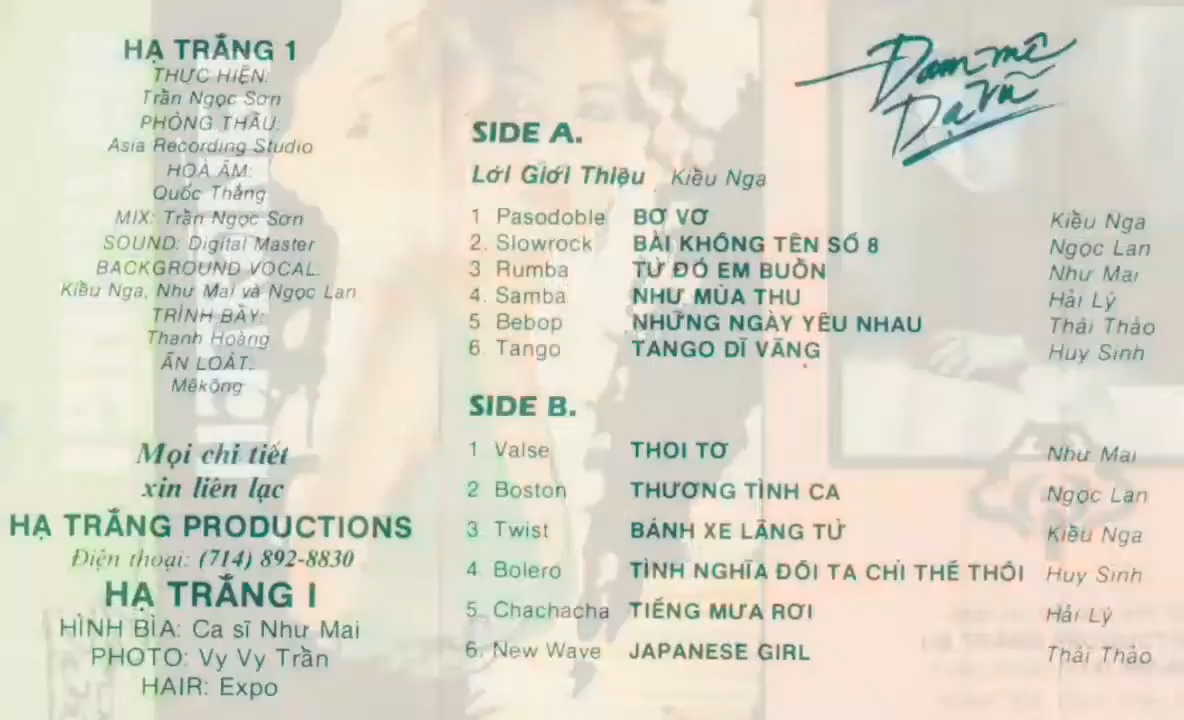 HẠ TRẮNG 1
THỰC HIỆN:
Trần Ngọc Sơn
PHÒNG THÂU:
Asia Recording Studio
HOÀ ÂM:
Quốc Thắng
MIX: Trần Ngọc Sơn
SOUND: Digital Master
BACKGROUND VOCAL:
Kiều Nga, Như Mai và Ngọc Lan
TRÌNH BÀY:
Thanh Hoàng
ẤN LOÁT:
Mêkông
Mọi chi tiết
xin liên lạc
HẠ TRẮNG PRODUCTIONS
Điện thoại: (714) 892-8830
HẠ TRẮNG I
HÌNH BÌA: Ca sĩ Như Mai
PHOTO: Vy Vy Trần
HAIR: Expo
Đam mê
Dạ Vũ
SIDE A.
Lời Giới Thiệu Kiều Nga
1 Pasodoble BƠ VƠ Kiều Nga
2. Slowrock BÀI KHÔNG TÊN SỐ 8 Ngọc Lan
3 Rumba TỪ ĐÓ EM BUỒN Như Mai
4. Samba NHƯ MÙA THU Hải Lý
5 Bebop NHỮNG NGÀY YÊU NHAU Thái Thảo
6. Tango TANGO DĨ VÃNG Huy Sinh
SIDE B.
1 Valse THOI TƠ Như Mai
2 Boston THƯƠNG TÌNH CA Ngọc Lan
3 Twist BÁNH XE LÃNG TỬ Kiều Nga
4. Bolero TÌNH NGHĨA ĐÔI TA CHỈ THẾ THÔI Huy Sinh
5. Chachacha TIẾNG MƯA RƠI Hải Lý
6. New Wave JAPANESE GIRL Thái Thảo